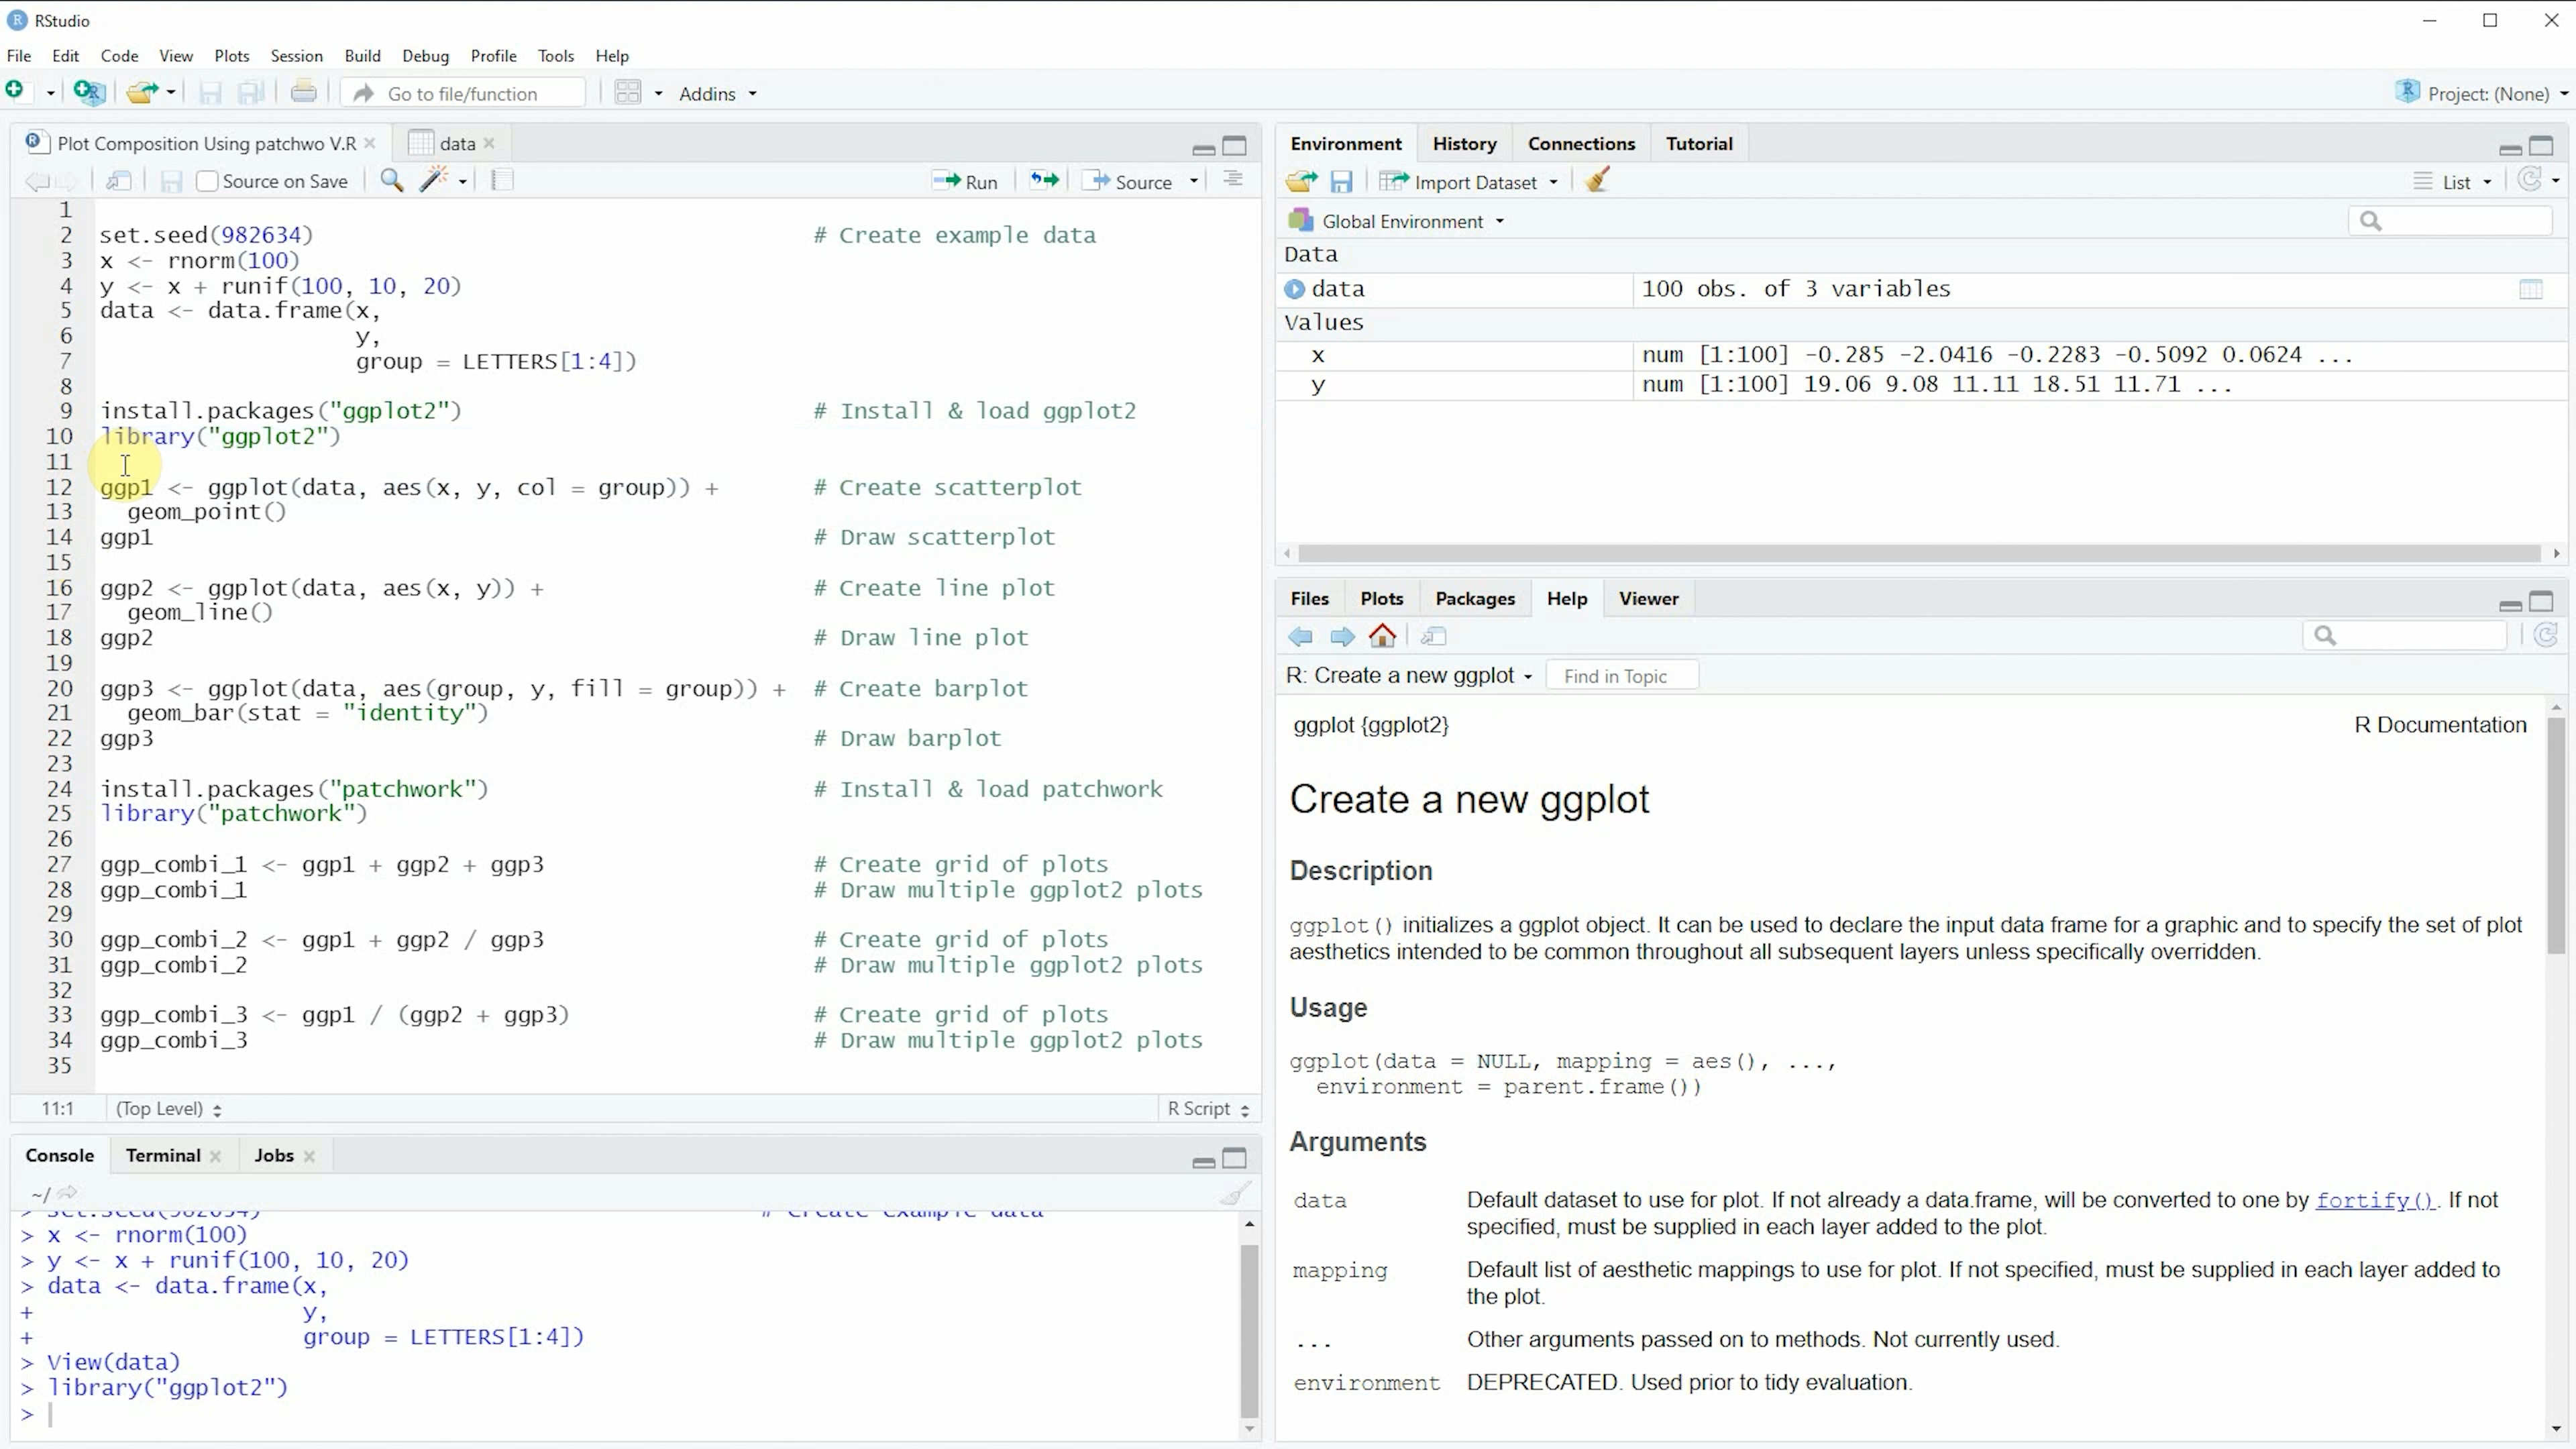 RStudio
File Edit Code View Plots Session Build Debug Profile Tools Help
Go to file/function Addins Project: (None)
Plot Composition Using patchwo V.R data
Source on Save Run Source
1
2 set.seed(982634) # Create example data
3 x <- rnorm(100)
4 y <- x + runif(100, 10, 20)
5 data <- data.frame(x,
6 y,
7 group = LETTERS[1:4])
8
9 install.packages("ggplot2") # Install & load ggplot2
10 library("ggplot2")
11
12 ggp1 <- ggplot(data, aes(x, y, col = group)) + # Create scatterplot
13 geom_point()
14 ggp1 # Draw scatterplot
15
16 ggp2 <- ggplot(data, aes(x, y)) + # Create line plot
17 geom_line()
18 ggp2 # Draw line plot
19
20 ggp3 <- ggplot(data, aes(group, y, fill = group)) + # Create barplot
21 geom_bar(stat = "identity")
22 ggp3 # Draw barplot
23
24 install.packages("patchwork") # Install & load patchwork
25 library("patchwork")
26
27 ggp_combi_1 <- ggp1 + ggp2 + ggp3 # Create grid of plots
28 ggp_combi_1 # Draw multiple ggplot2 plots
29
30 ggp_combi_2 <- ggp1 + ggp2 / ggp3 # Create grid of plots
31 ggp_combi_2 # Draw multiple ggplot2 plots
32
33 ggp_combi_3 <- ggp1 / (ggp2 + ggp3) # Create grid of plots
34 ggp_combi_3 # Draw multiple ggplot2 plots
35
11:1 (Top Level) R Script
Console Terminal Jobs
~/
> set.seed(982634) # Create example data
> x <- rnorm(100)
> y <- x + runif(100, 10, 20)
> data <- data.frame(x,
+ y,
+ group = LETTERS[1:4])
> View(data)
> library("ggplot2")
>
Environment History Connections Tutorial
Import Dataset List
Global Environment
Data
data 100 obs. of 3 variables
Values
x num [1:100] -0.285 -2.0416 -0.2283 -0.5092 0.0624 ...
y num [1:100] 19.06 9.08 11.11 18.51 11.71 ...
Files Plots Packages Help Viewer
R: Create a new ggplot Find in Topic
ggplot {ggplot2} R Documentation
Create a new ggplot
Description
ggplot() initializes a ggplot object. It can be used to declare the input data frame for a graphic and to specify the set of plot
aesthetics intended to be common throughout all subsequent layers unless specifically overridden.
Usage
ggplot(data = NULL, mapping = aes(), ...,
environment = parent.frame())
Arguments
data Default dataset to use for plot. If not already a data.frame, will be converted to one by fortify(). If not
specified, must be supplied in each layer added to the plot.
mapping Default list of aesthetic mappings to use for plot. If not specified, must be supplied in each layer added to
the plot.
... Other arguments passed on to methods. Not currently used.
environment DEPRECATED. Used prior to tidy evaluation.